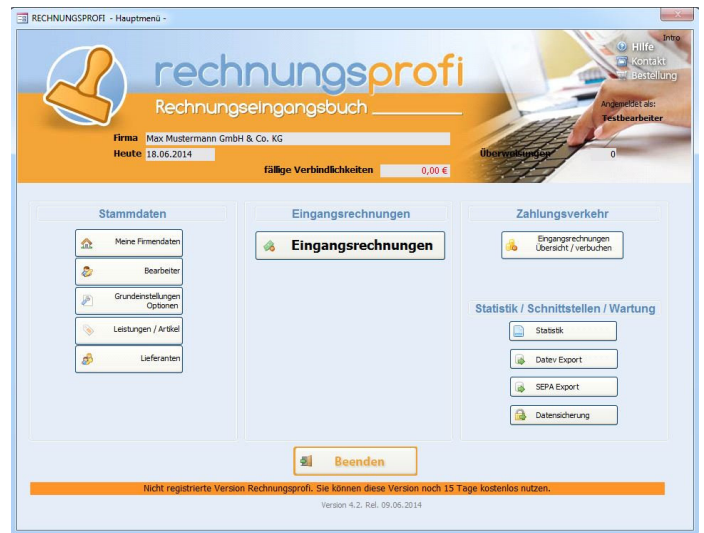 RECHNUNGSPROFI - Hauptmenü -
Intro
Hilfe
Kontakt
Bestellung
rechnungsprofi
Rechnungseingangsbuch
Angemeldet als:
Testbearbeiter
Firma Max Mustermann GmbH & Co. KG
Heute 18.06.2014
Überweisungen 0
fällige Verbindlichkeiten 0,00 €
Stammdaten
Meine Firmendaten
Bearbeiter
Grundeinstellungen
Optionen
Leistungen / Artikel
Lieferanten
Eingangsrechnungen
Eingangsrechnungen
Zahlungsverkehr
Eingangsrechnungen
Übersicht / verbuchen
Statistik / Schnittstellen / Wartung
Statistik
Datev Export
SEPA Export
Datensicherung
Beenden
Nicht registrierte Version Rechnungsprofi. Sie können diese Version noch 15 Tage kostenlos nutzen.
Version 4.2. Rel. 09.06.2014